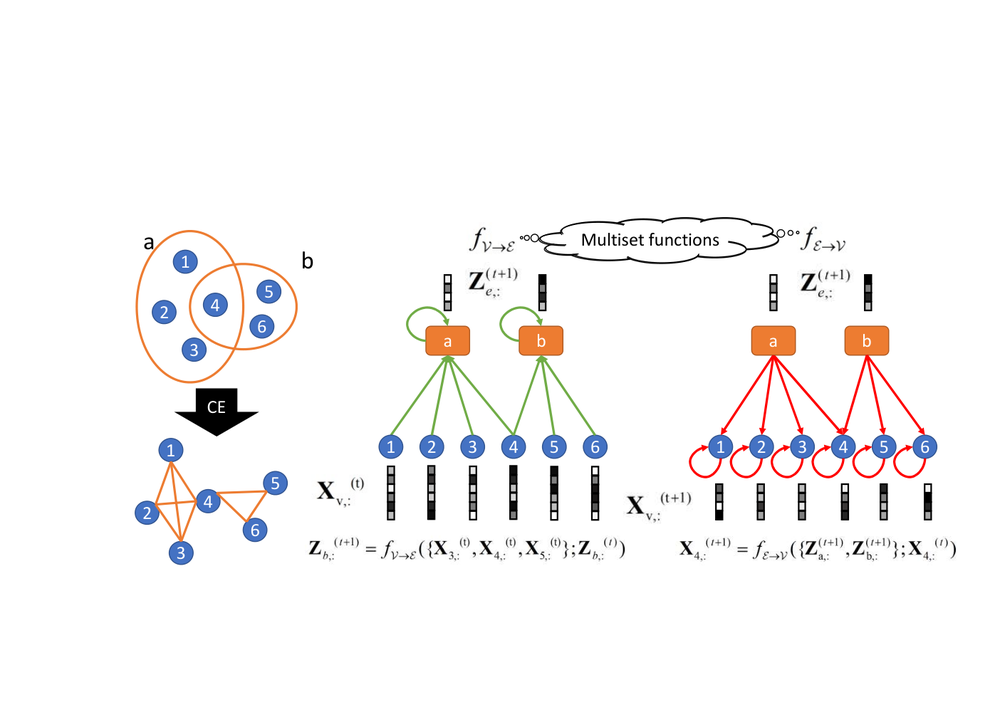 a
b
1
2
3
4
5
6
CE
1
2
3
4
5
6
f_{𝒱→ℰ}
Multiset functions
f_{ℰ→𝒱}
Z_{e,:}^{(t+1)}
a
b
1
2
3
4
5
6
X_{v,:}^{(t)}
Z_{b,:}^{(t+1)} = f_{𝒱→ℰ}({X_{3,:}^{(t)}, X_{4,:}^{(t)}, X_{5,:}^{(t)}}; Z_{b,:}^{(t)})
Z_{e,:}^{(t+1)}
a
b
1
2
3
4
5
6
X_{v,:}^{(t+1)}
X_{4,:}^{(t+1)} = f_{ℰ→𝒱}({Z_{a,:}^{(t+1)}, Z_{b,:}^{(t+1)}}; X_{4,:}^{(t)})